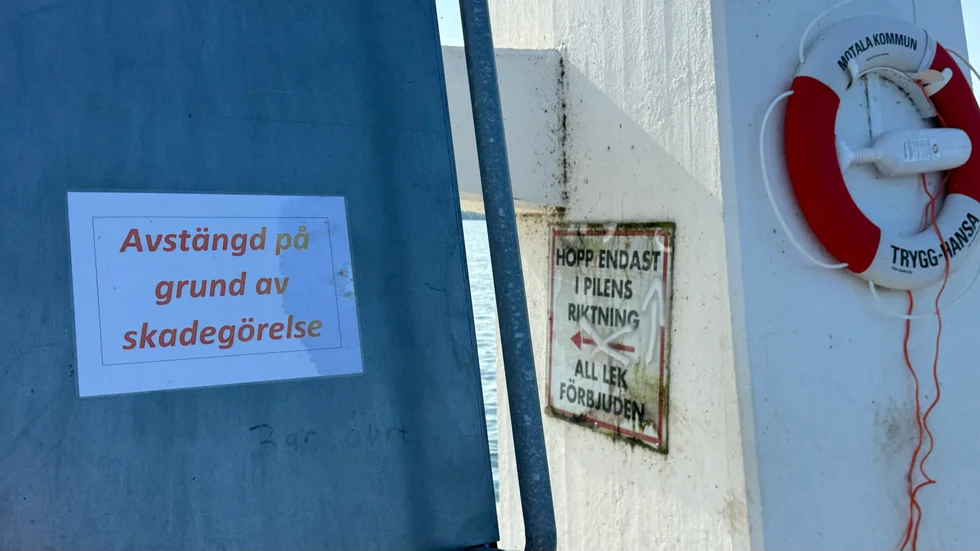 Avstängd på
grund av
skadegörelse
HOPP ENDAST
I PILENS
RIKTNING
ALL LEK
FÖRBJUDEN
MOTALA KOMMUN
TRYGG-HANSA